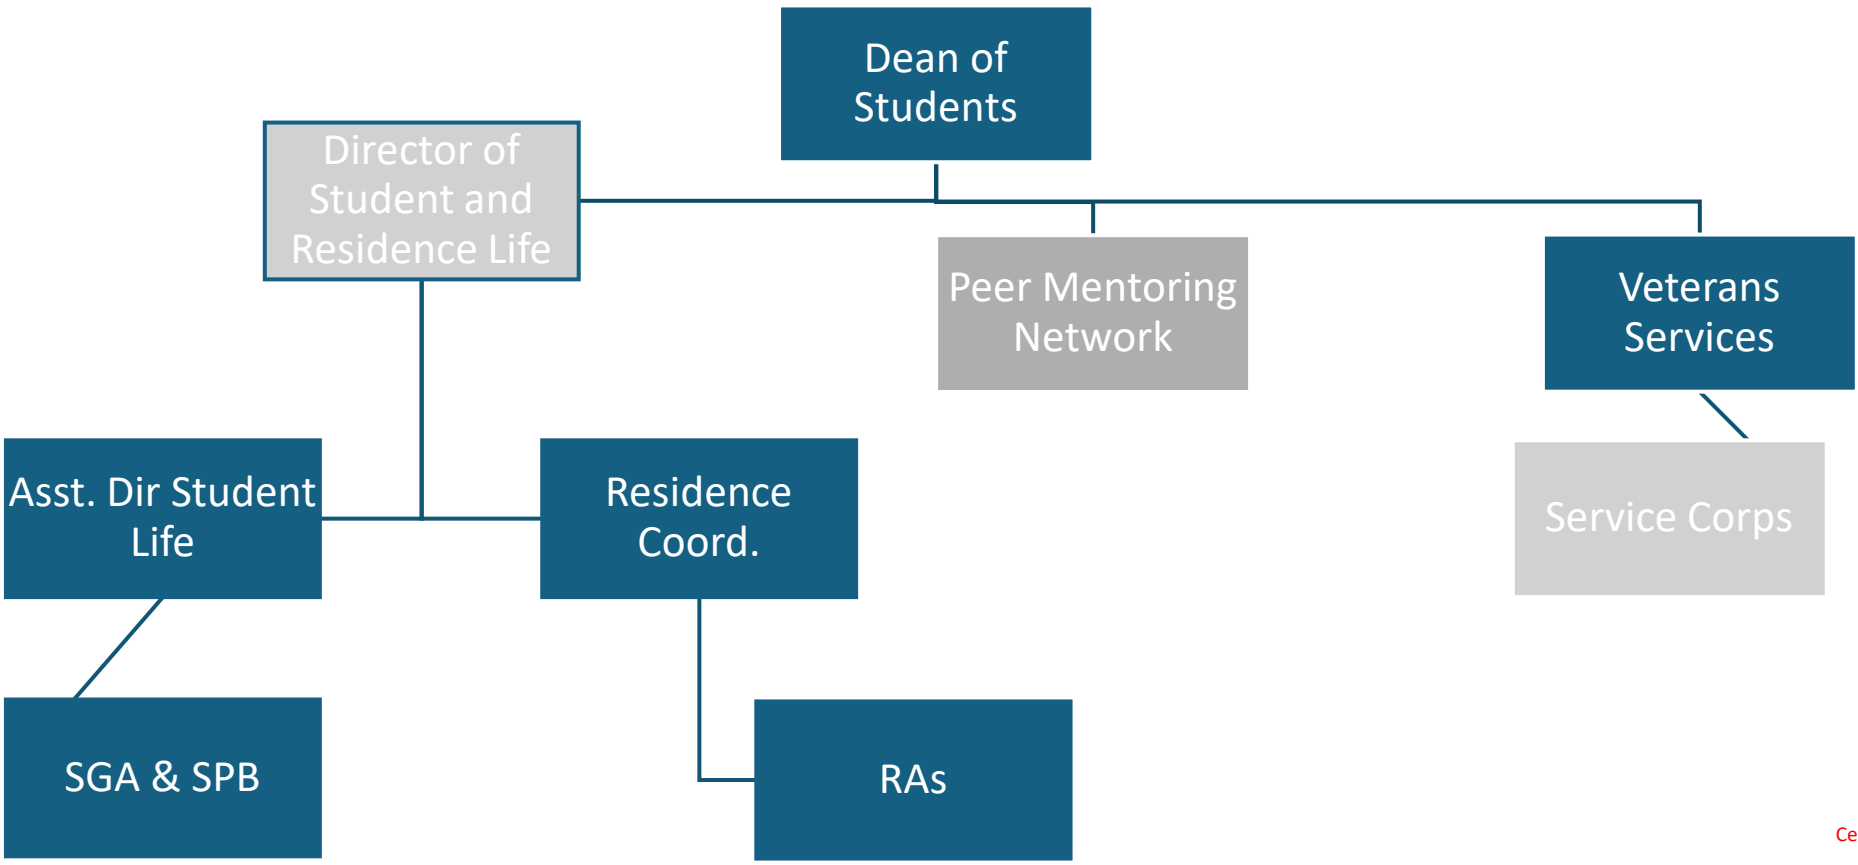 Dean of
Students
Director of
Student and
Residence Life
Peer Mentoring
Network
Veterans
Services
Asst. Dir Student
Life
Residence
Coord.
Service Corps
SGA & SPB
RAs
Ce